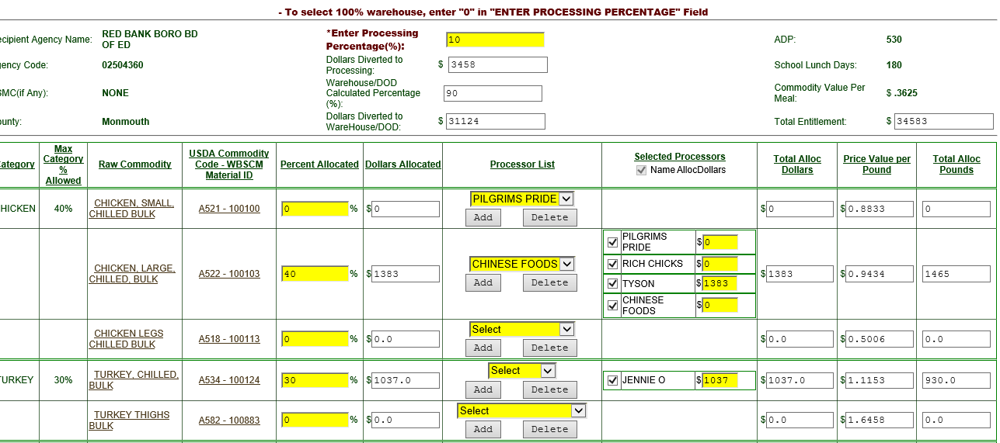 - To select 100% warehouse, enter "0" in "ENTER PROCESSING PERCENTAGE" Field
ecipient Agency Name: RED BANK BORO BD OF ED
*Enter Processing Percentage(%): 10
ADP: 530
ency Code: 02504360
Dollars Diverted to Processing: $ 3458
School Lunch Days: 180
SMC(if Any): NONE
Warehouse/DOD Calculated Percentage (%): 90
Commodity Value Per Meal: $ .3625
ounty: Monmouth
Dollars Diverted to WareHouse/DOD: $ 31124
Total Entitlement: $ 34583
ategory Max Category % Allowed Raw Commodity USDA Commodity Code - WBSCM Material ID Percent Allocated Dollars Allocated Processor List Selected Processors Name AllocDollars Total Alloc Dollars Price Value per Pound Total Alloc Pounds
HICKEN 40% CHICKEN, SMALL, CHILLED BULK A521 - 100100 0 % $ 0 PILGRIMS PRIDE Add Delete $ 0 $ 0.8833 0
CHICKEN, LARGE, CHILLED, BULK A522 - 100103 40 % $ 1383 CHINESE FOODS Add Delete
PILGRIMS PRIDE $ 0
RICH CHICKS $ 0
TYSON $ 1383
CHINESE FOODS $ 0
$ 1383 $ 0.9434 1465
CHICKEN LEGS CHILLED BULK A518 - 100113 0 % $ 0.0 Select Add Delete $ 0.0 $ 0.5006 0.0
URKEY 30% TURKEY, CHILLED, BULK A534 - 100124 30 % $ 1037.0 Select Add Delete JENNIE O $ 1037 $ 1037.0 $ 1.1153 930.0
TURKEY THIGHS BULK A582 - 100883 0 % $ 0.0 Select Add Delete $ 0.0 $ 1.6458 0.0